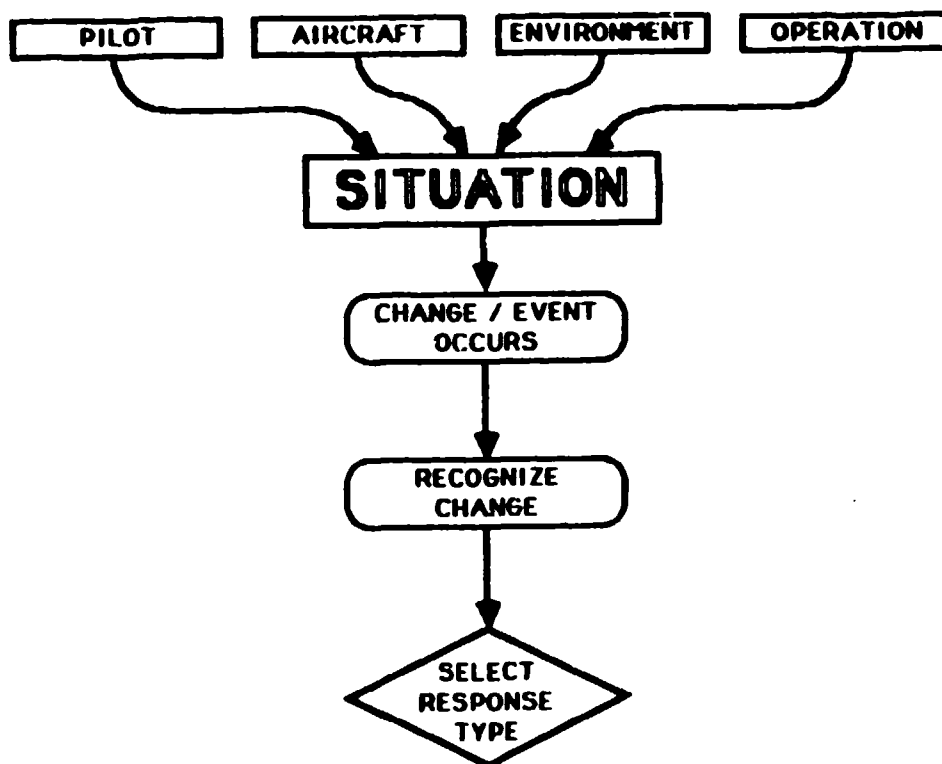 PILOT
AIRCRAFT
ENVIRONMENT
OPERATION
SITUATION
CHANGE / EVENT
OCCURS
RECOGNIZE
CHANGE
SELECT
RESPONSE
TYPE